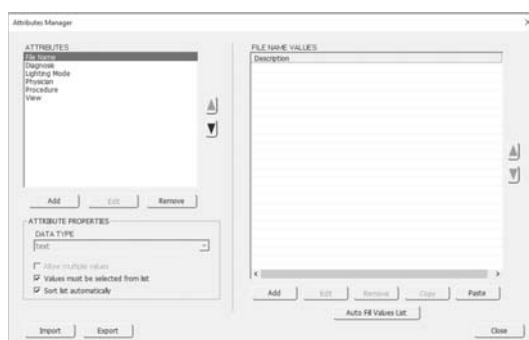 Attributes Manager
ATTRIBUTES
File Name
Diagnosis
Lighting Mode
Physician
Procedure
View
Add
Edit
Remove
ATTRIBUTE PROPERTIES
DATA TYPE
text
Allow multiple values
Values must be selected from list
Sort list automatically
Import
Export
FILE NAME VALUES
Description
Add
Edit
Remove
Copy
Paste
Auto Fill Values List
Close